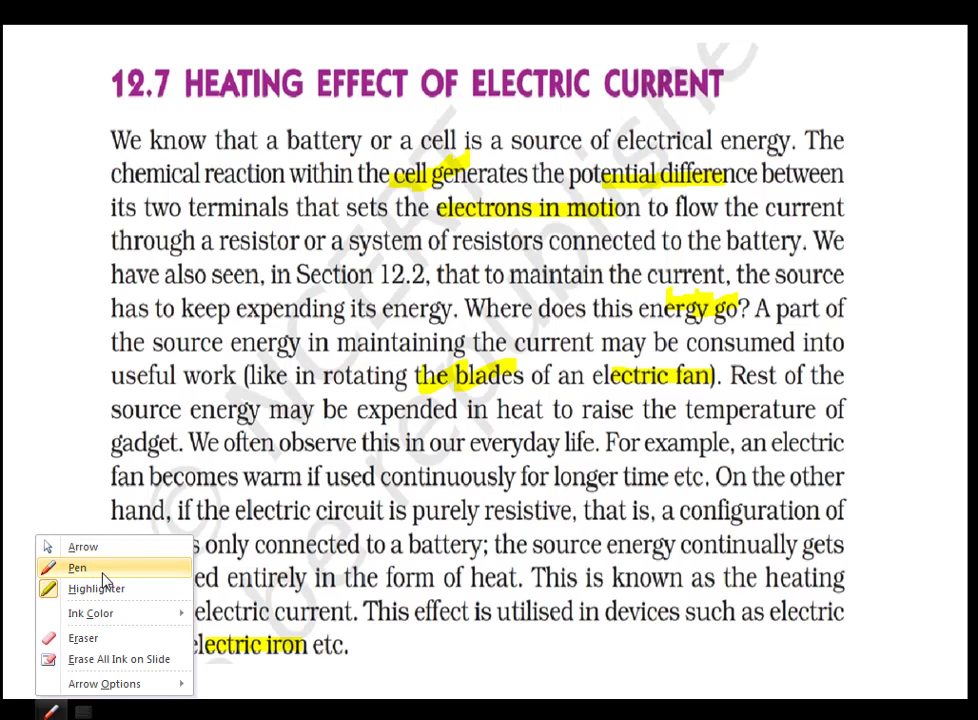 12.7 HEATING EFFECT OF ELECTRIC CURRENT
We know that a battery or a cell is a source of electrical energy. The
chemical reaction within the cell generates the potential difference between
its two terminals that sets the electrons in motion to flow the current
through a resistor or a system of resistors connected to the battery. We
have also seen, in Section 12.2, that to maintain the current, the source
has to keep expending its energy. Where does this energy go? A part of
the source energy in maintaining the current may be consumed into
useful work (like in rotating the blades of an electric fan). Rest of the
source energy may be expended in heat to raise the temperature of
gadget. We often observe this in our everyday life. For example, an electric
fan becomes warm if used continuously for longer time etc. On the other
hand, if the electric circuit is purely resistive, that is, a configuration of
s only connected to a battery; the source energy continually gets
ed entirely in the form of heat. This is known as the heating
electric current. This effect is utilised in devices such as electric
electric iron etc.
Arrow
Pen
Highlighter
Ink Color
Eraser
Erase All Ink on Slide
Arrow Options
© NCERT
be republishe